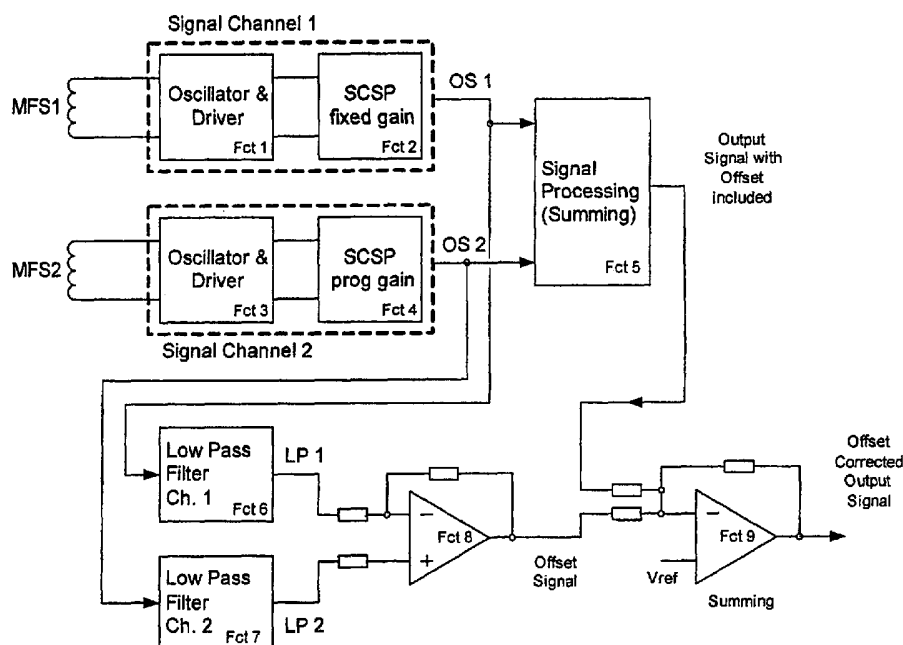 Signal Channel 1
MFS1
Oscillator &
Driver
Fct 1
SCSP
fixed gain
Fct 2
OS 1
Signal
Processing
(Summing)
Fct 5
Output
Signal with
Offset
included
MFS2
Oscillator &
Driver
Fct 3
SCSP
prog gain
Fct 4
OS 2
Signal Channel 2
Low Pass
Filter
Ch. 1
Fct 6
LP 1
Low Pass
Filter
Ch. 2
Fct 7
LP 2
−
+
Fct 8
Offset
Signal
−
Fct 9
Vref
Summing
Offset
Corrected
Output
Signal